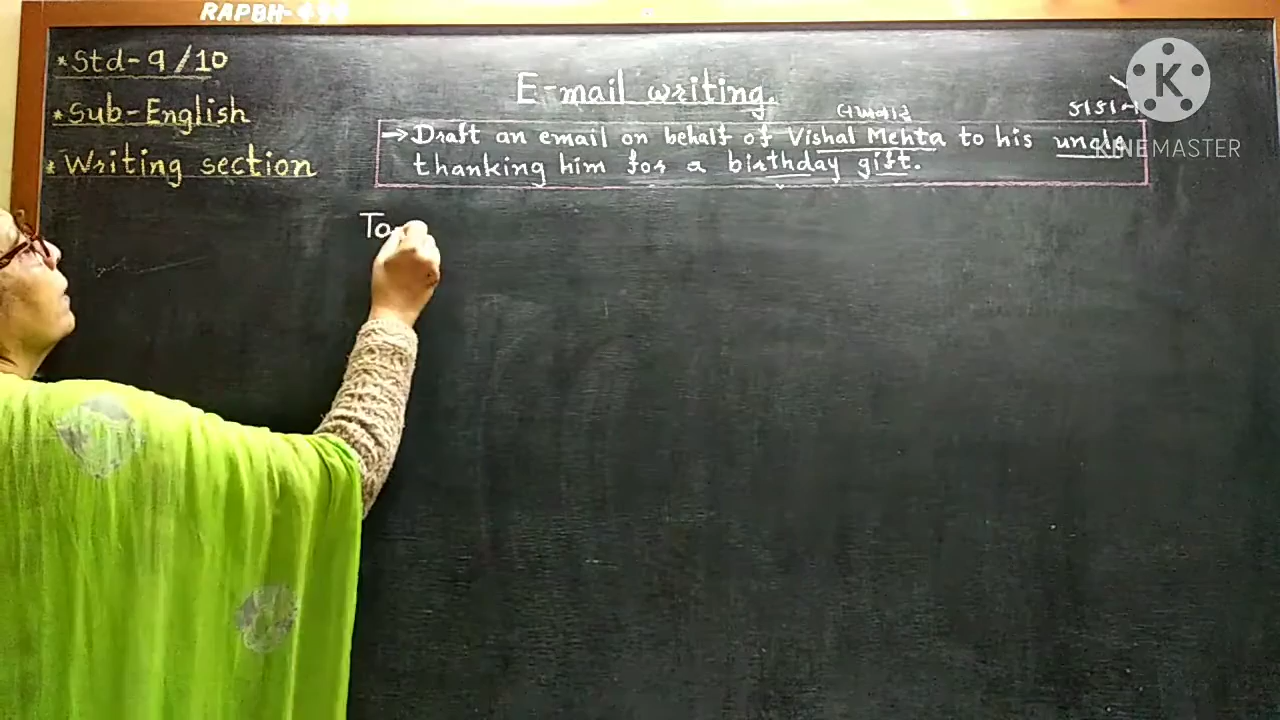 * Std- 9/10
* Sub- English
* Writing section
E-mail writing.
લખનાર
→ Draft an email on behalf of Vishal Mehta to his uncle
thanking him for a birthday gift.
To
K
KINEMASTER